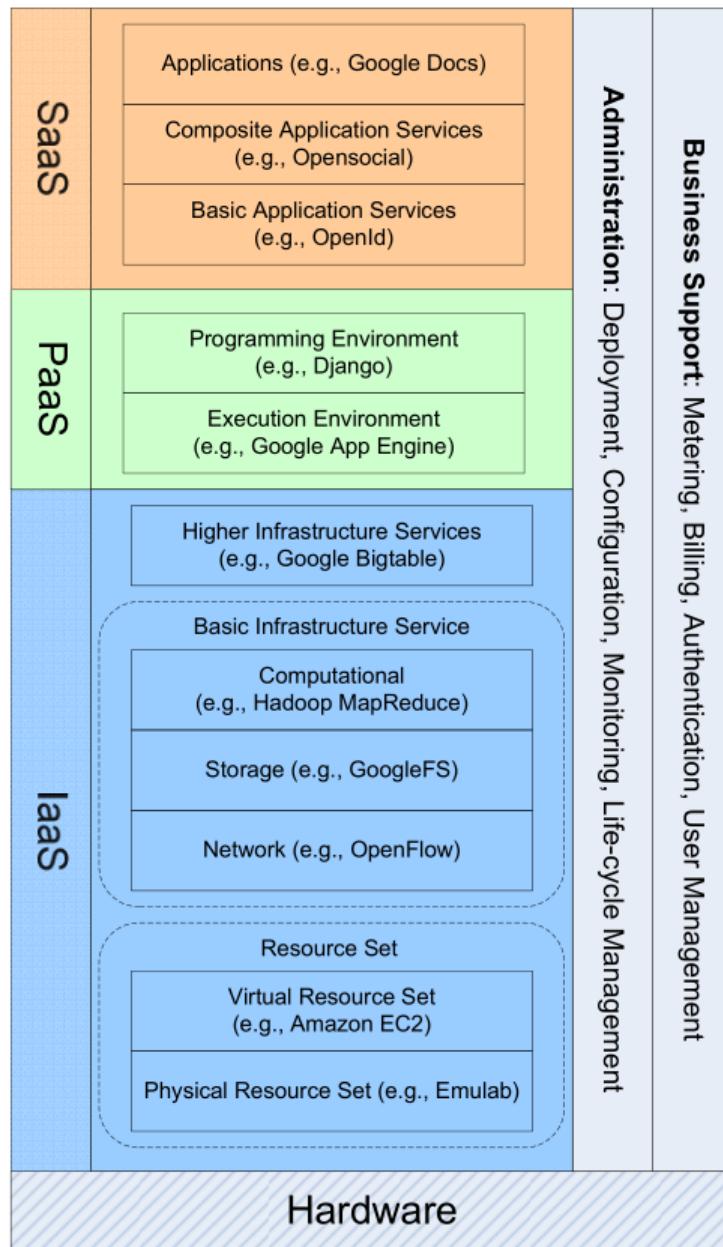 SaaS
Applications (e.g., Google Docs)
Composite Application Services
(e.g., Opensocial)
Basic Application Services
(e.g., OpenId)
PaaS
Programming Environment
(e.g., Django)
Execution Environment
(e.g., Google App Engine)
IaaS
Higher Infrastructure Services
(e.g., Google Bigtable)
Basic Infrastructure Service
Computational
(e.g., Hadoop MapReduce)
Storage (e.g., GoogleFS)
Network (e.g., OpenFlow)
Resource Set
Virtual Resource Set
(e.g., Amazon EC2)
Physical Resource Set (e.g., Emulab)
Administration: Deployment, Configuration, Monitoring, Life-cycle Management
Business Support: Metering, Billing, Authentication, User Management
Hardware